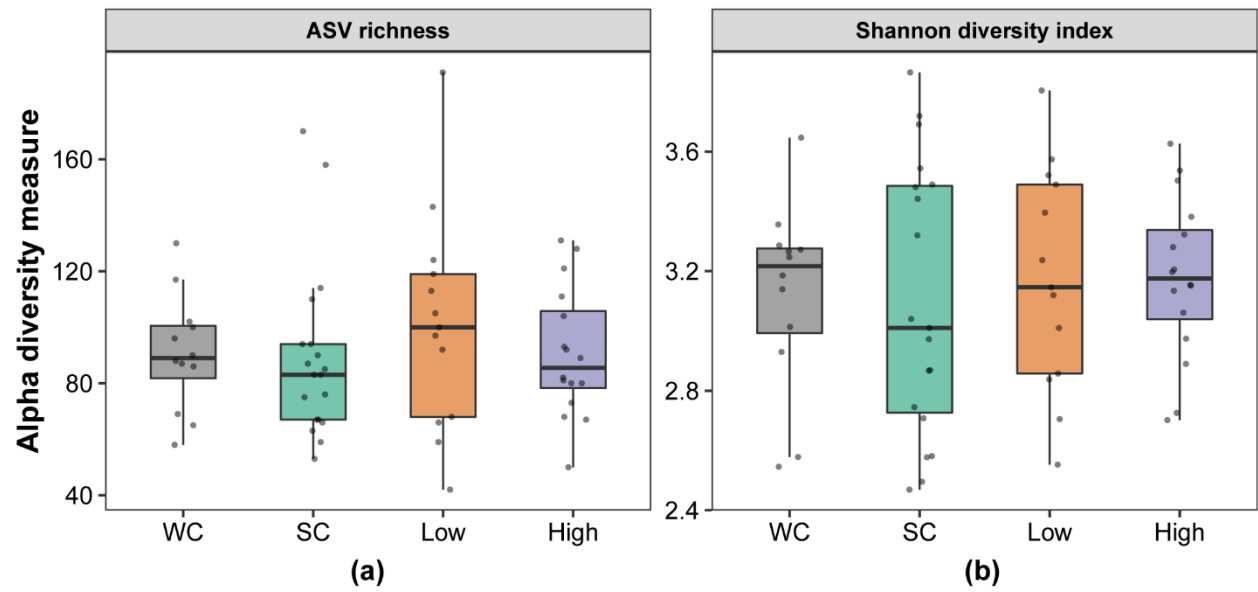 ASV richness
Shannon diversity index
Alpha diversity measure
160
120
80
40
3.6
3.2
2.8
2.4
WC SC Low High
WC SC Low High
(a)
(b)